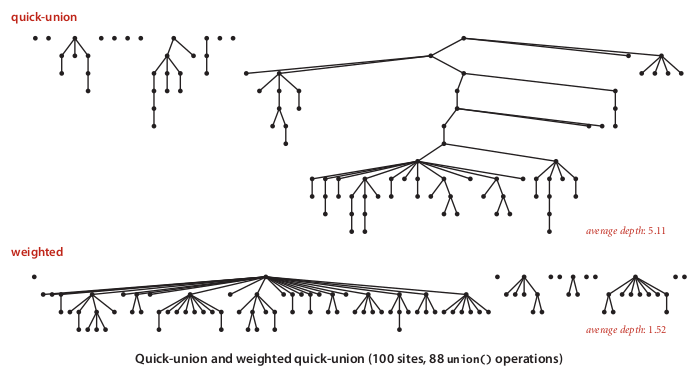 quick-union
average depth: 5.11
weighted
average depth: 1.52
Quick-union and weighted quick-union (100 sites, 88 union() operations)